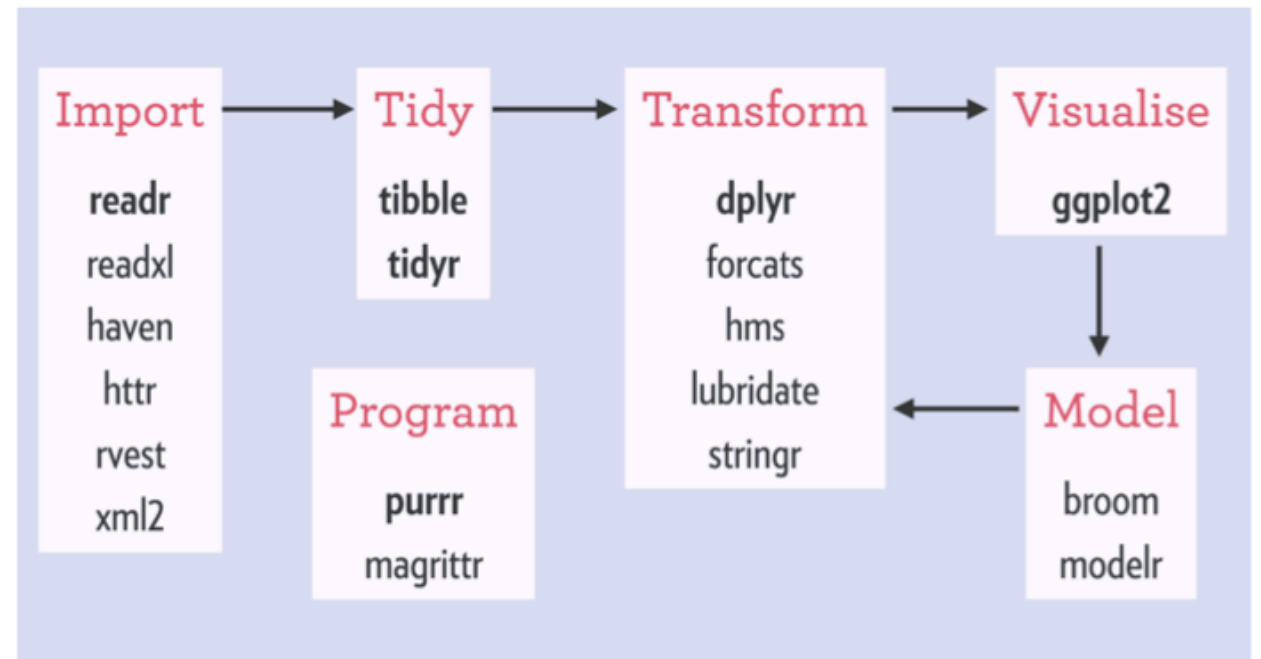 Import
readr
readxl
haven
httr
rvest
xml2
Tidy
tibble
tidyr
Program
purrr
magrittr
Transform
dplyr
forcats
hms
lubridate
stringr
Visualise
ggplot2
Model
broom
modelr